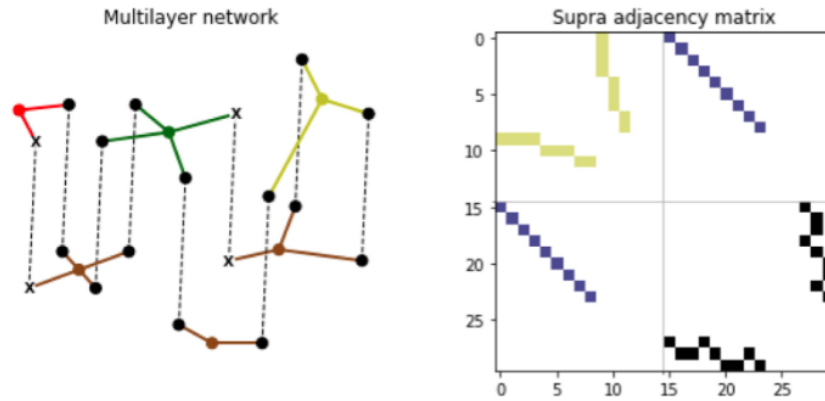 Multilayer network
x
x
x
x
Supra adjacency matrix
0
5
10
15
20
25
0 5 10 15 20 25